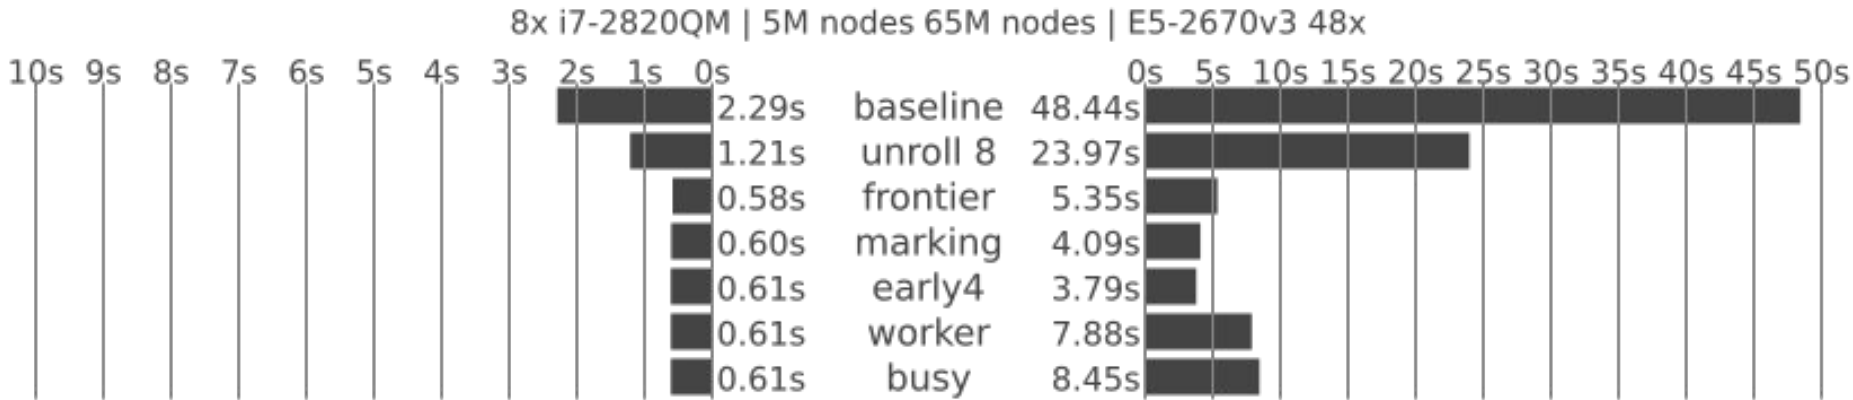 8x i7-2820QM | 5M nodes 65M nodes | E5-2670v3 48x
10s 9s 8s 7s 6s 5s 4s 3s 2s 1s 0s 0s 5s 10s 15s 20s 25s 30s 35s 40s 45s 50s
2.29s baseline 48.44s
1.21s unroll 8 23.97s
0.58s frontier 5.35s
0.60s marking 4.09s
0.61s early4 3.79s
0.61s worker 7.88s
0.61s busy 8.45s